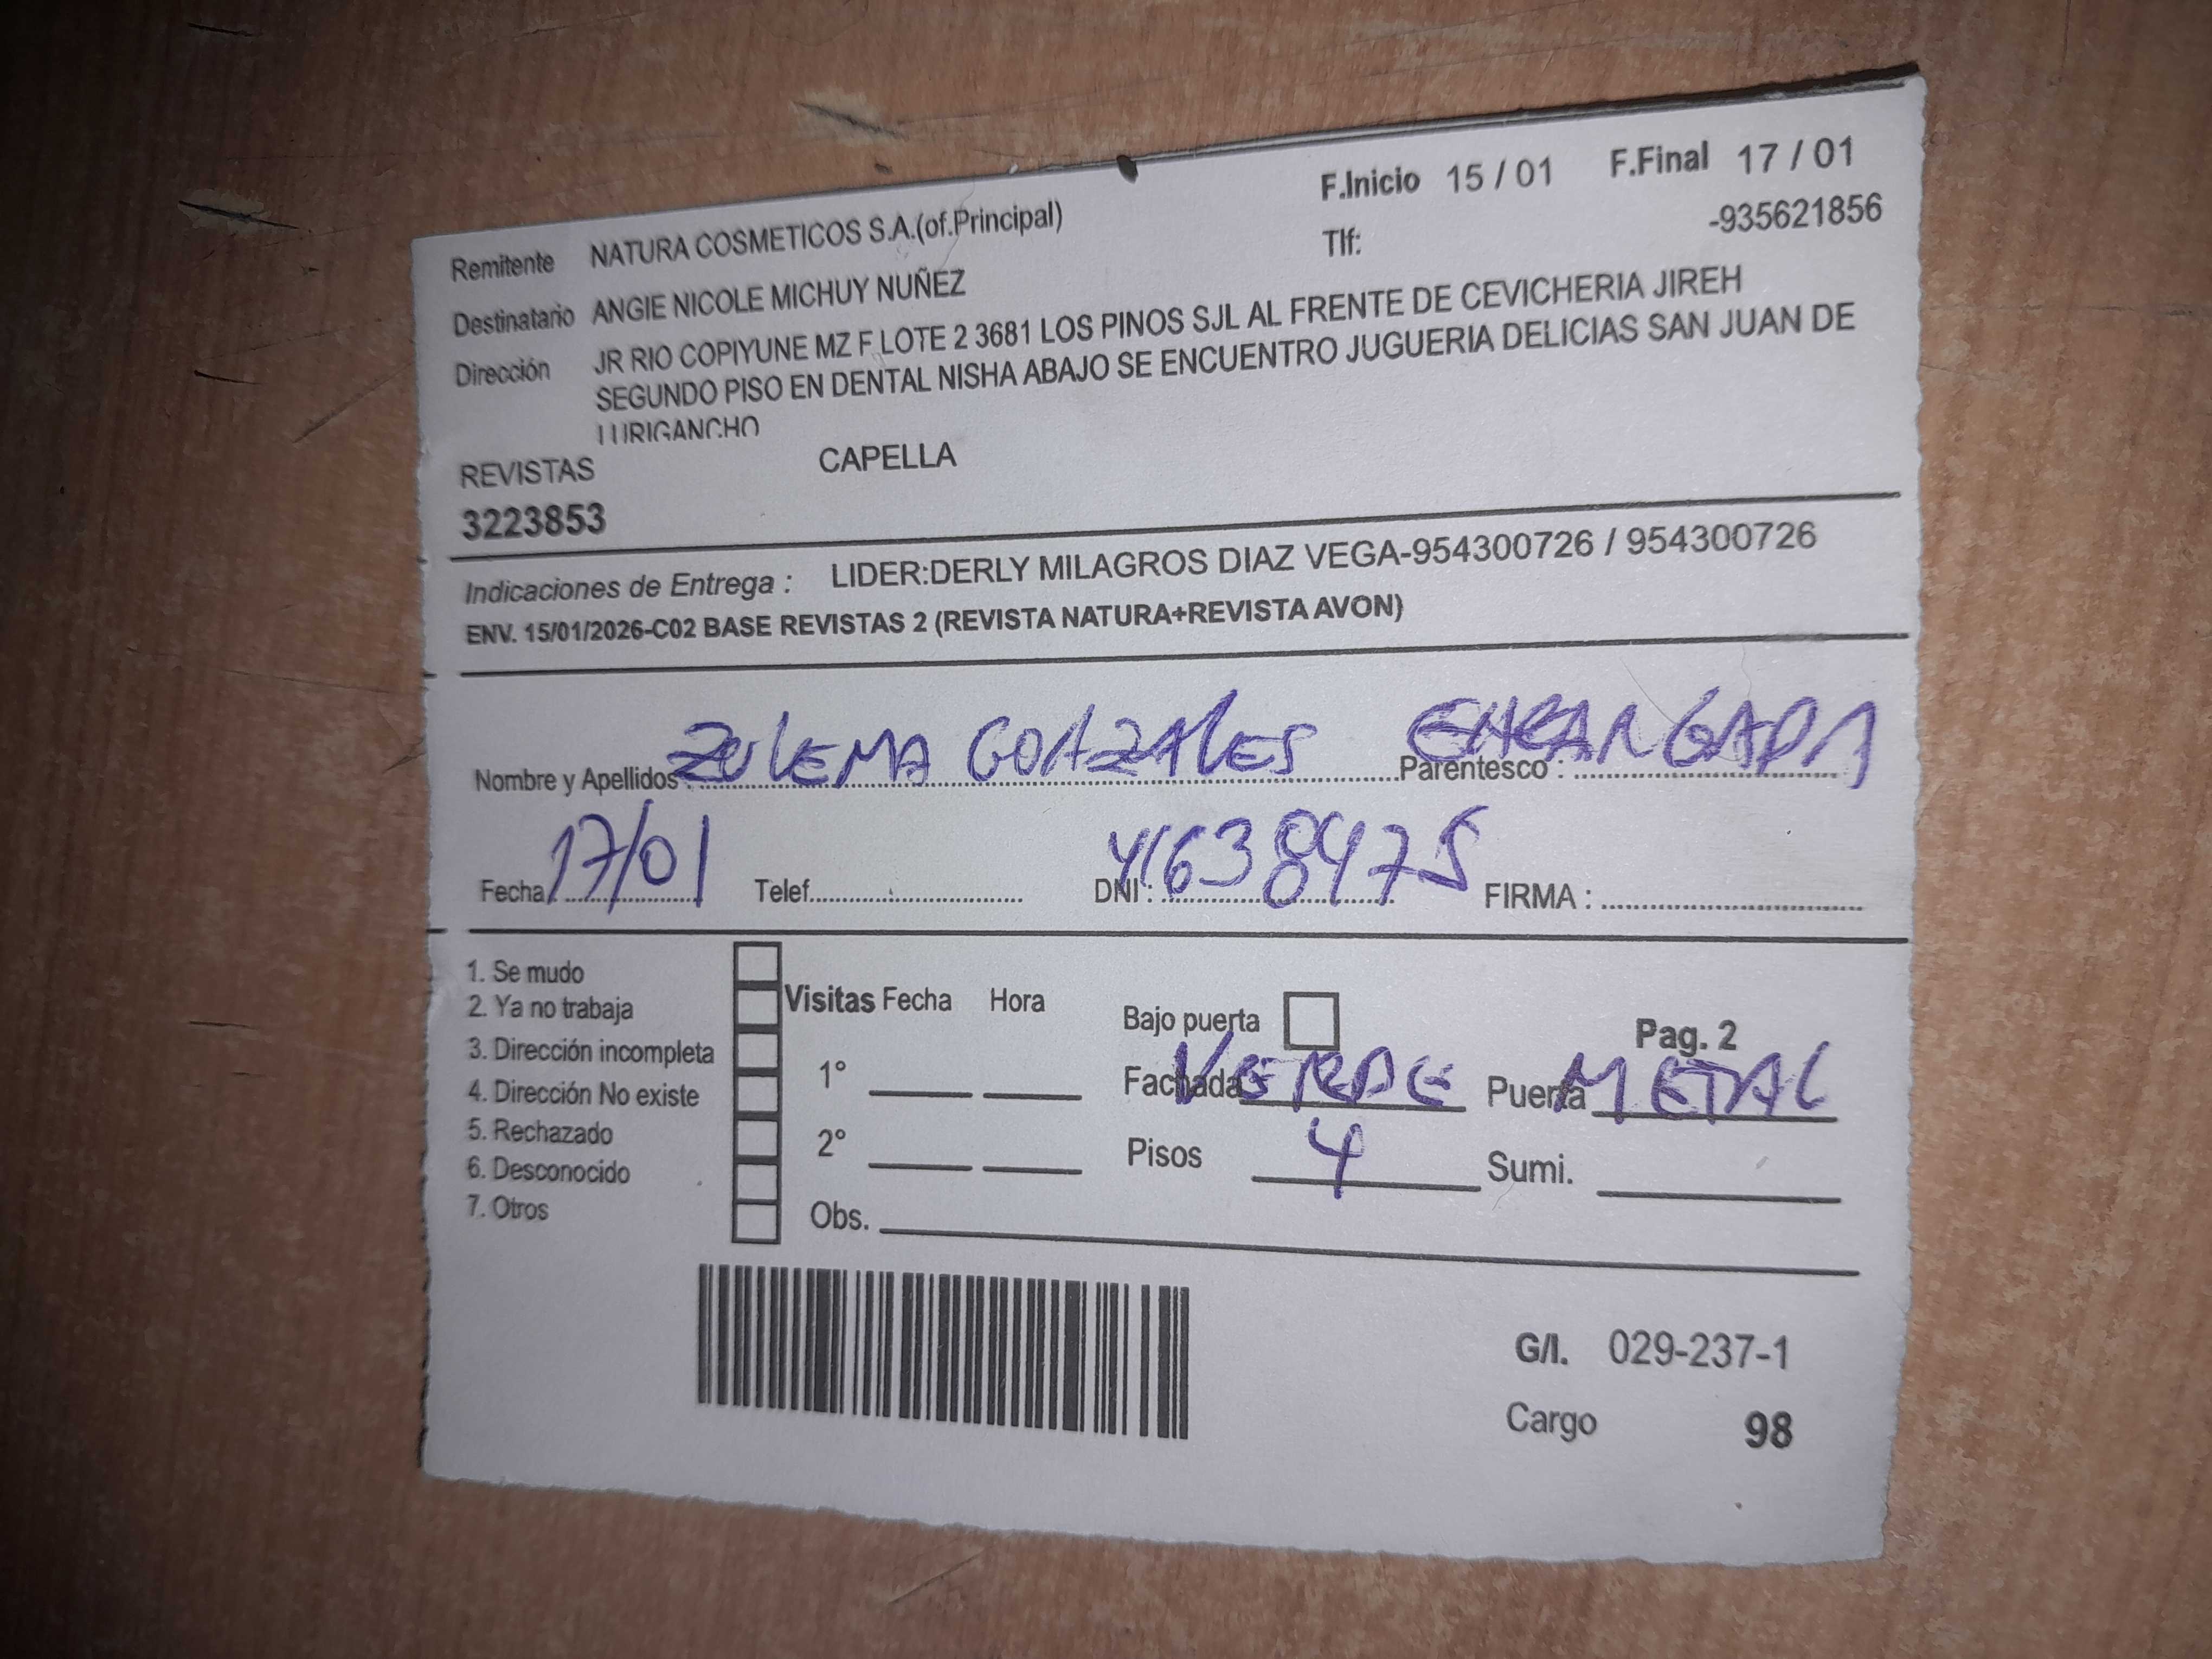 F.Inicio 15 / 01 F.Final 17 / 01
Remitente NATURA COSMETICOS S.A.(of.Principal) Tlf: -935621856
Destinatario ANGIE NICOLE MICHUY NUÑEZ
Dirección JR RIO COPIYUNE MZ F LOTE 2 3681 LOS PINOS SJL AL FRENTE DE CEVICHERIA JIREH
SEGUNDO PISO EN DENTAL NISHA ABAJO SE ENCUENTRO JUGUERIA DELICIAS SAN JUAN DE
LURIGANCHO
REVISTAS CAPELLA
3223853
Indicaciones de Entrega : LIDER:DERLY MILAGROS DIAZ VEGA-954300726 / 954300726
ENV. 15/01/2026-C02 BASE REVISTAS 2 (REVISTA NATURA+REVISTA AVON)
Nombre y Apellidos : ZULEMA GONZALES Parentesco : ENCARGADA
Fecha 17/01 Telef. DNI : 41638475 FIRMA :
1. Se mudo
2. Ya no trabaja
3. Dirección incompleta
4. Dirección No existe
5. Rechazado
6. Desconocido
7. Otros
Visitas Fecha Hora
1°
2°
Obs.
Bajo puerta Pag. 2
Fachada VERDE Puerta METAL
Pisos 4 Sumi.
G/I. 029-237-1
Cargo 98